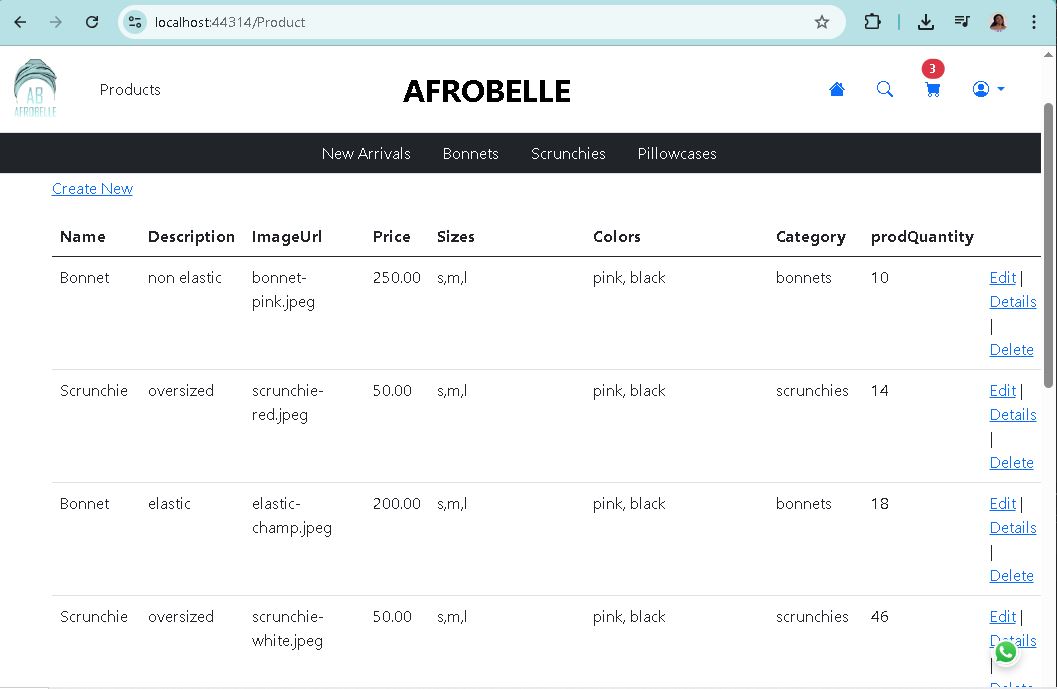 localhost:44314/Product
AB
AFROBELLE
Products
AFROBELLE
3
New Arrivals Bonnets Scrunchies Pillowcases
Create New
Name Description ImageUrl Price Sizes Colors Category prodQuantity
Bonnet non elastic bonnet- 250.00 s,m,l pink, black bonnets 10 Edit |
pink.jpeg Details
|
Delete
Scrunchie oversized scrunchie- 50.00 s,m,l pink, black scrunchies 14 Edit |
red.jpeg Details
|
Delete
Bonnet elastic elastic- 200.00 s,m,l pink, black bonnets 18 Edit |
champ.jpeg Details
|
Delete
Scrunchie oversized scrunchie- 50.00 s,m,l pink, black scrunchies 46 Edit |
white.jpeg Details
|